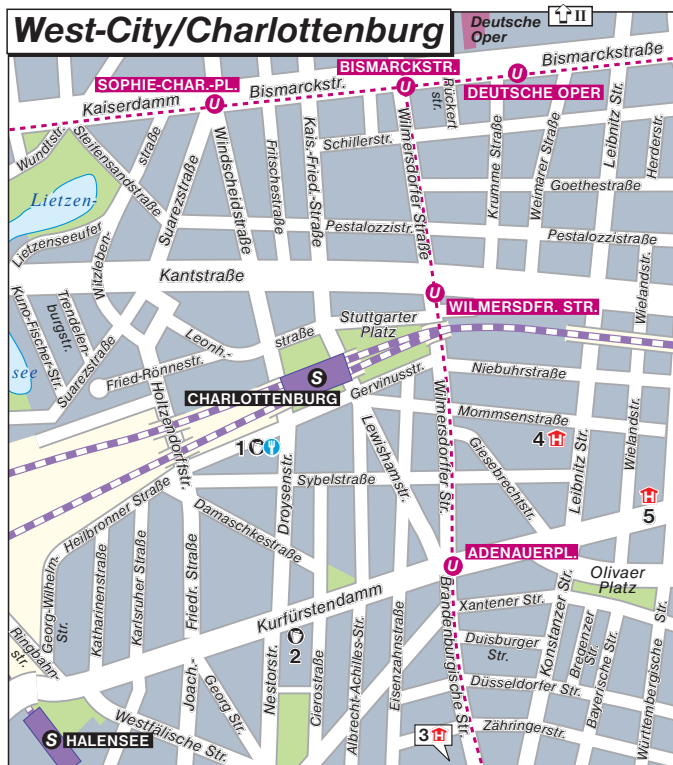 West-City/Charlottenburg
Deutsche
Oper
II
BISMARCKSTR.
Bismarckstraße
SOPHIE-CHAR.-PL.
Bismarckstr.
DEUTSCHE OPER
Kaiserdamm
U
U
U
Rückert
str.
Wundtstr.
Steifensandstraße
straße
Suarezstraße
Windscheidstraße
Fritschestraße
Kais.-Fried.-Straße
Schillerstr.
Wilmersdorfer Straße
Krumme Straße
Weimarer Straße
Leibnitz Str.
Herderstr.
Goethestraße
Lietzen-
Lietzenseeufer
Witzleben-
Pestalozzistr.
Pestalozzistraße
Kantstraße
U
WILMERSDFR. STR.
Wielandstr.
Kuno-Fischer-Str.
Trendelen-
burgstr.
Suarezstraße
Leonh.-
straße
Stuttgarter
Platz
see
Fried-Rönnestr.
S
CHARLOTTENBURG
Gervinusstr.
Niebuhrstraße
Holtzendorffstr.
Mommsenstraße
Wilmersdorffer Str.
Giesebrechtstr.
Leibnitz Str.
Wielandstr.
1
4 H
H
5
Lewishamstr.
Droysenstr.
Sybelstraße
Heilbronner Straße
Damaschkestraße
ADENAUERPL.
U
Olivaer
Platz
Georg-Wilhelm-
Str.
Katharinenstraße
Karlsruher Straße
Friedr. Straße
Kurfürstendamm
Xantener Str.
Konstanzer Str.
Bregenzer
Str.
Bayerische Str.
Württembergische Str.
Ringbahn-
str.
2
Duisburger
Str.
Düsseldorfer Str.
Joach.-
Georg Str.
Nestorstr.
Cicerostraße
Albrecht-Achilles-Str.
Eisenzahnstraße
Brandenburgische Str.
Zähringerstr.
Westfälische Str.
S HALENSEE
3 H